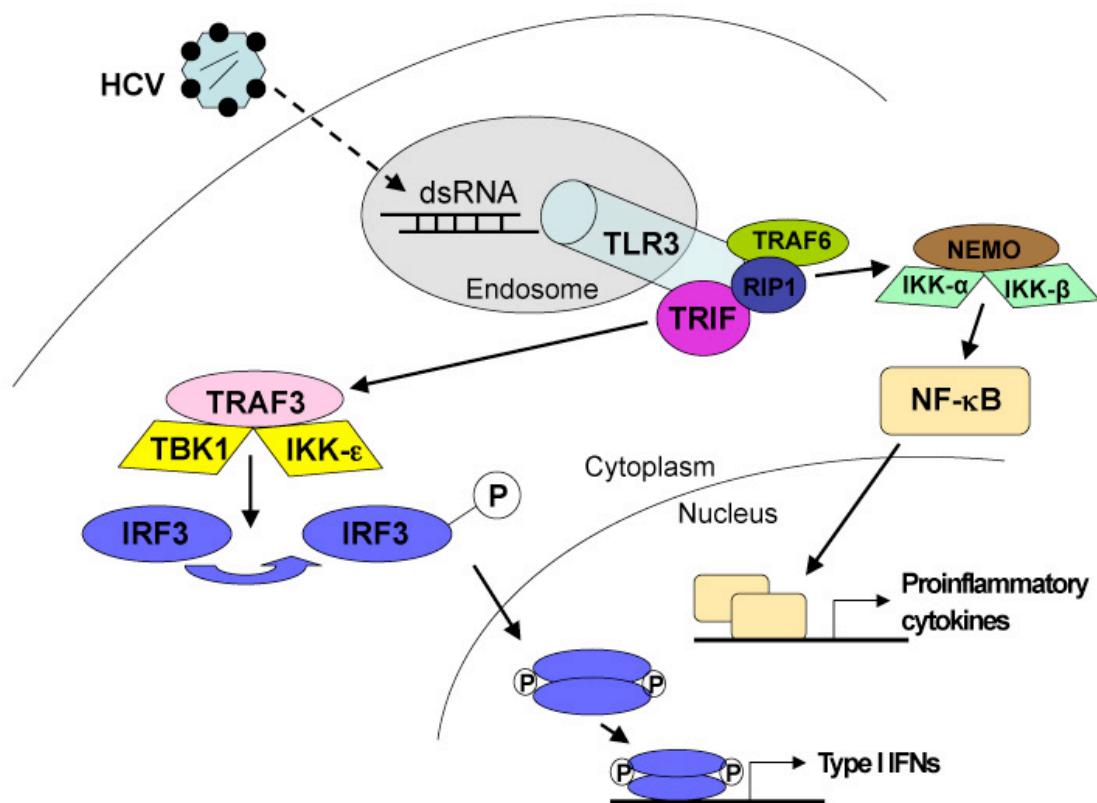 HCV
dsRNA
TLR3
Endosome
TRAF6
RIP1
TRIF
NEMO
IKK-α
IKK-β
NF-κB
TRAF3
TBK1
IKK-ε
IRF3
IRF3
P
Cytoplasm
Nucleus
Proinflammatory
cytokines
P
P
P
P
Type I IFNs